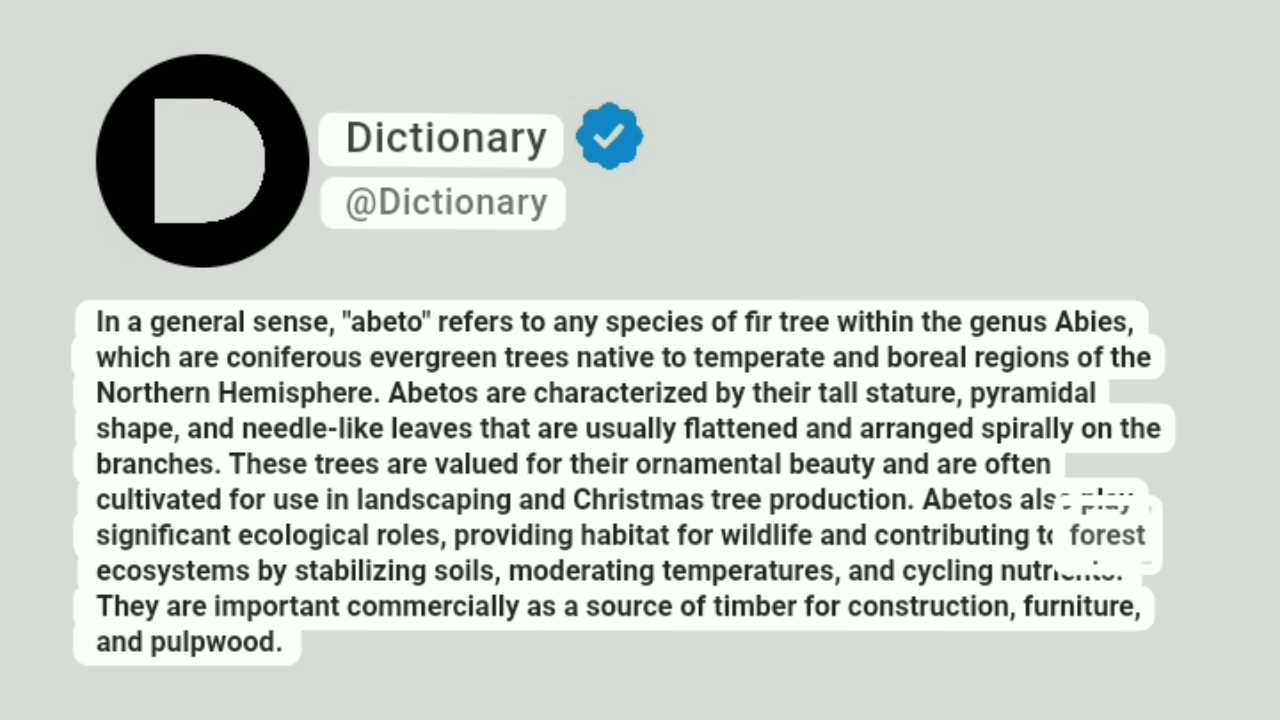 D
Dictionary
@Dictionary
In a general sense, "abeto" refers to any species of fir tree within the genus Abies,
which are coniferous evergreen trees native to temperate and boreal regions of the
Northern Hemisphere. Abetos are characterized by their tall stature, pyramidal
shape, and needle-like leaves that are usually flattened and arranged spirally on the
branches. These trees are valued for their ornamental beauty and are often
cultivated for use in landscaping and Christmas tree production. Abetos also play
significant ecological roles, providing habitat for wildlife and contributing to forest
ecosystems by stabilizing soils, moderating temperatures, and cycling nutrients.
They are important commercially as a source of timber for construction, furniture,
and pulpwood.